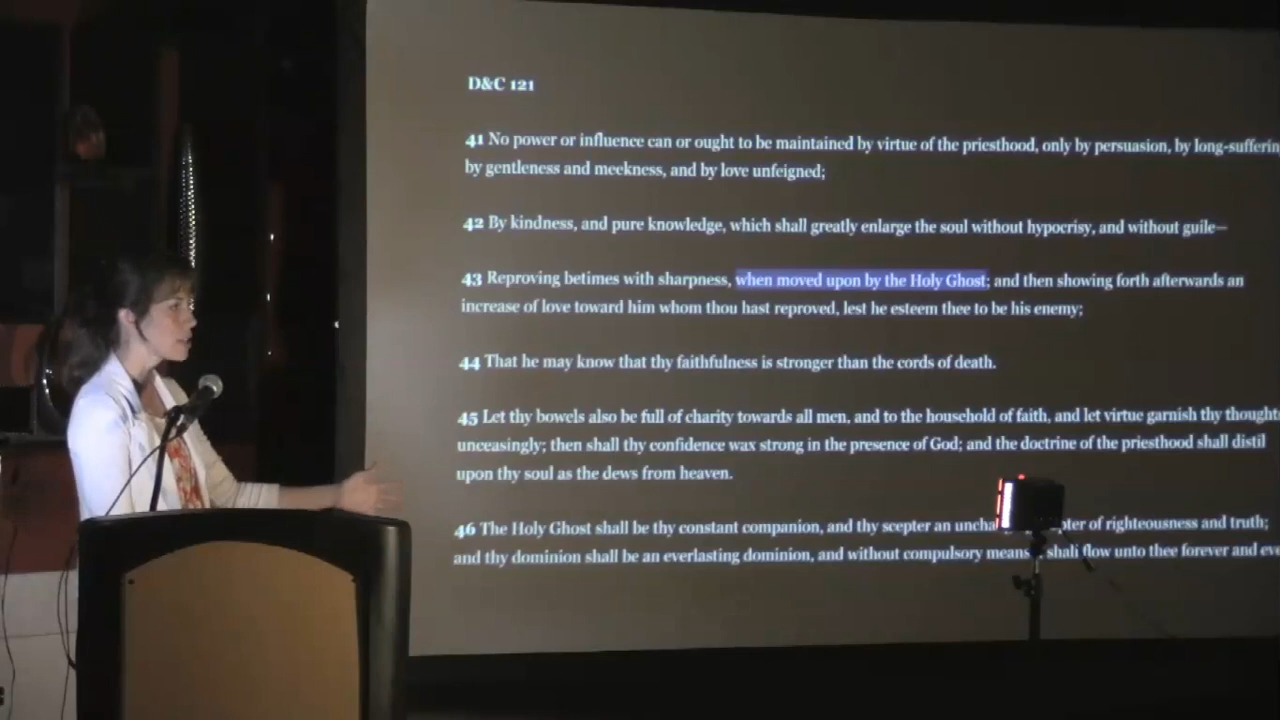 D&C 121
41 No power or influence can or ought to be maintained by virtue of the priesthood, only by persuasion, by long-sufferin
by gentleness and meekness, and by love unfeigned;
42 By kindness, and pure knowledge, which shall greatly enlarge the soul without hypocrisy, and without guile—
43 Reproving betimes with sharpness, when moved upon by the Holy Ghost; and then showing forth afterwards an
increase of love toward him whom thou hast reproved, lest he esteem thee to be his enemy;
44 That he may know that thy faithfulness is stronger than the cords of death.
45 Let thy bowels also be full of charity towards all men, and to the household of faith, and let virtue garnish thy thought
unceasingly; then shall thy confidence wax strong in the presence of God; and the doctrine of the priesthood shall distil
upon thy soul as the dews from heaven.
46 The Holy Ghost shall be thy constant companion, and thy scepter an of righteousness and truth;
and thy dominion shall be an everlasting dominion, and without compulsory means shall flow unto thee forever and eve